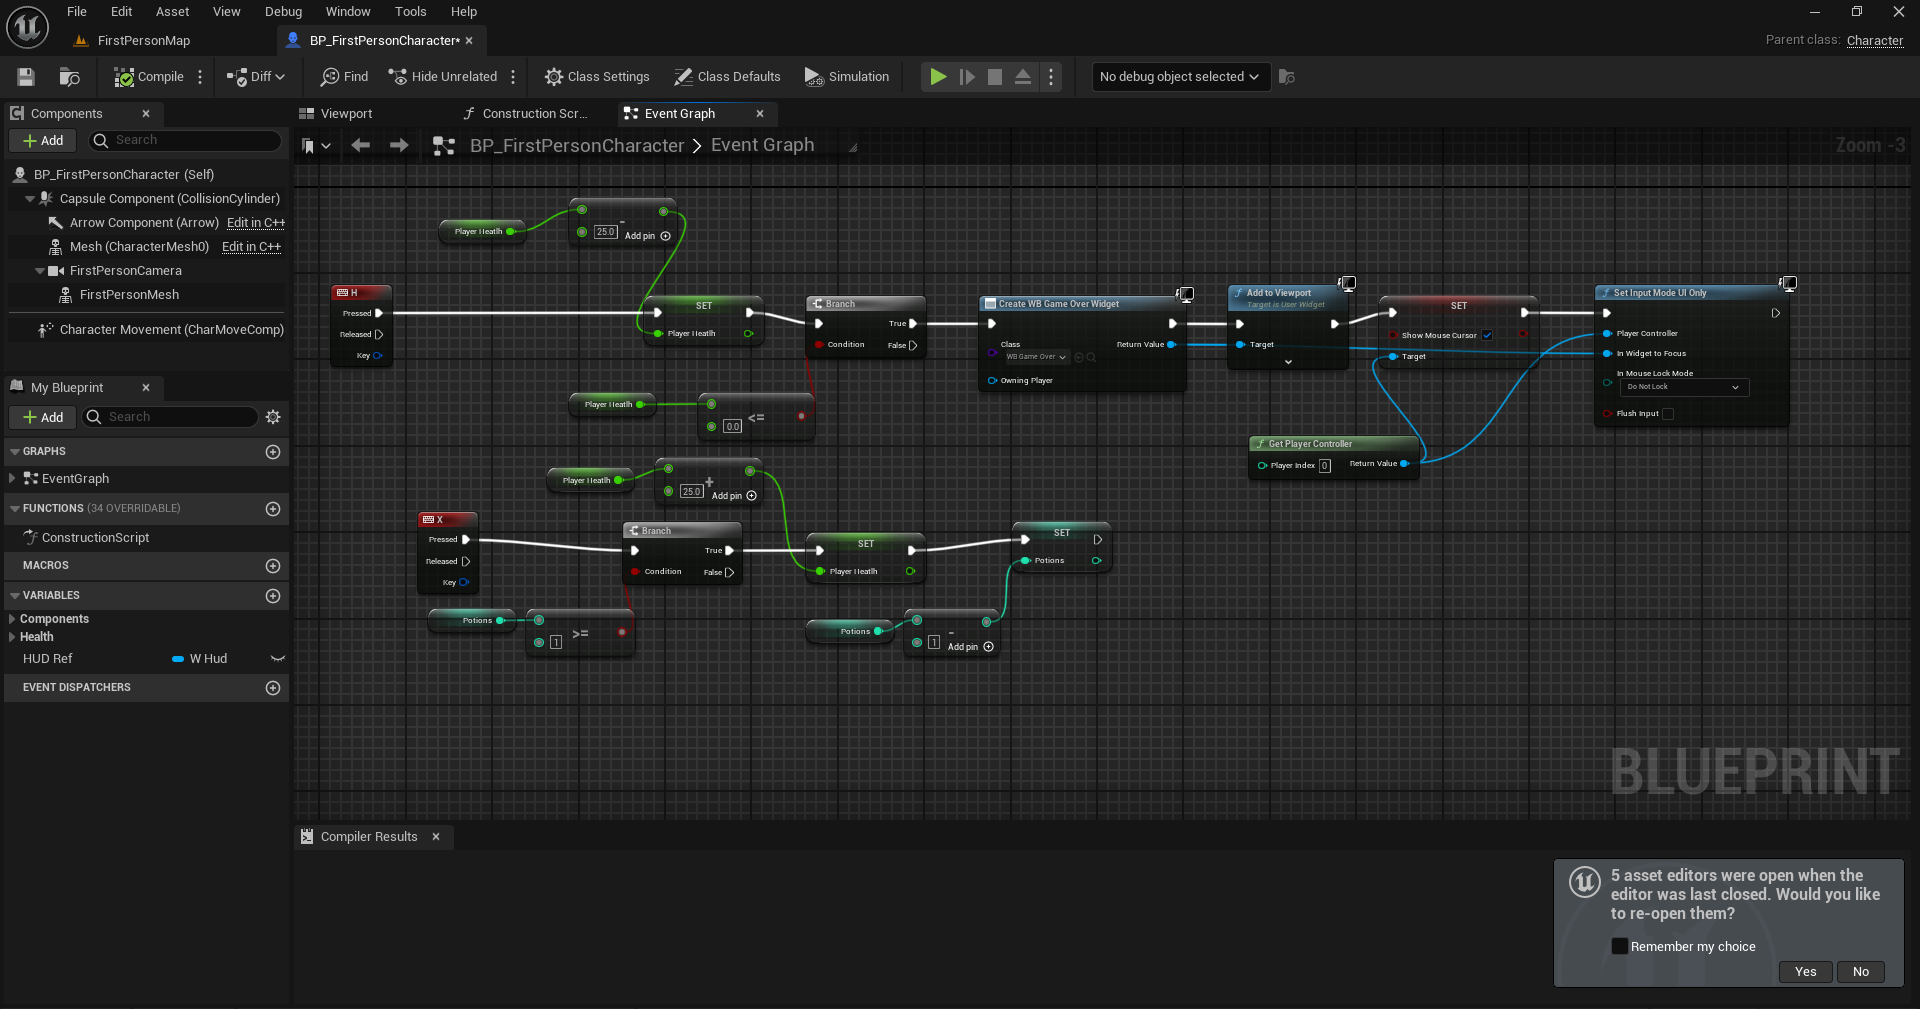 File Edit Asset View Debug Window Tools Help
FirstPersonMap
BP_FirstPersonCharacter*
Parent class: Character
Compile
Diff
Find
Hide Unrelated
Class Settings
Class Defaults
Simulation
No debug object selected
Components
Add
Search
BP_FirstPersonCharacter (Self)
Capsule Component (CollisionCylinder)
Arrow Component (Arrow) Edit in C++
Mesh (CharacterMesh0) Edit in C++
FirstPersonCamera
FirstPersonMesh
Character Movement (CharMoveComp)
My Blueprint
Add
Search
GRAPHS
EventGraph
FUNCTIONS (34 OVERRIDABLE)
ConstructionScript
MACROS
VARIABLES
Components
Health
HUD Ref W Hud
EVENT DISPATCHERS
Viewport
Construction Scr...
Event Graph
BP_FirstPersonCharacter > Event Graph
Zoom -3
Player Heatlh
-
25.0 Add pin
H
Pressed
Released
Key
SET
Player Heatlh
Branch
True
Condition False
Create WB Game Over Widget
Class
WB Game Over
Return Value
Owning Player
Add to Viewport
Target is User Widget
Target
SET
Show Mouse Cursor
Target
Set Input Mode UI Only
Player Controller
In Widget to Focus
In Mouse Lock Mode
Do Not Lock
Flush Input
Player Heatlh
<=
0.0
Get Player Controller
Player Index 0 Return Value
Player Heatlh
+
25.0 Add pin
X
Pressed
Released
Key
Branch
True
Condition False
SET
Player Heatlh
SET
Potions
Potions
>=
1
Potions
-
1 Add pin
BLUEPRINT
Compiler Results
5 asset editors were open when the
editor was last closed. Would you like
to re-open them?
Remember my choice
Yes No